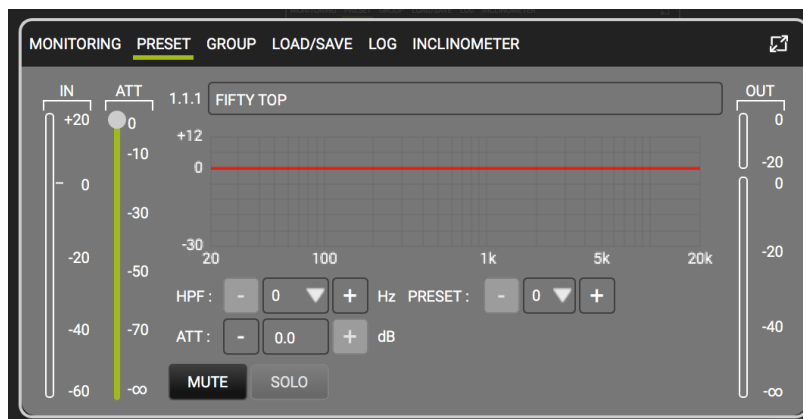 MONITORING PRESET GROUP LOAD/SAVE LOG INCLINOMETER
IN ATT 1.1.1 FIFTY TOP OUT
+20 0 +12 0
-10 0 -20
0 0
-30
-20 -30 -20
20 100 1k 5k 20k
-50
HPF : - 0 + Hz PRESET : - 0 +
-40 -70 ATT : - 0.0 + dB -40
MUTE SOLO
-60 -∞ -∞